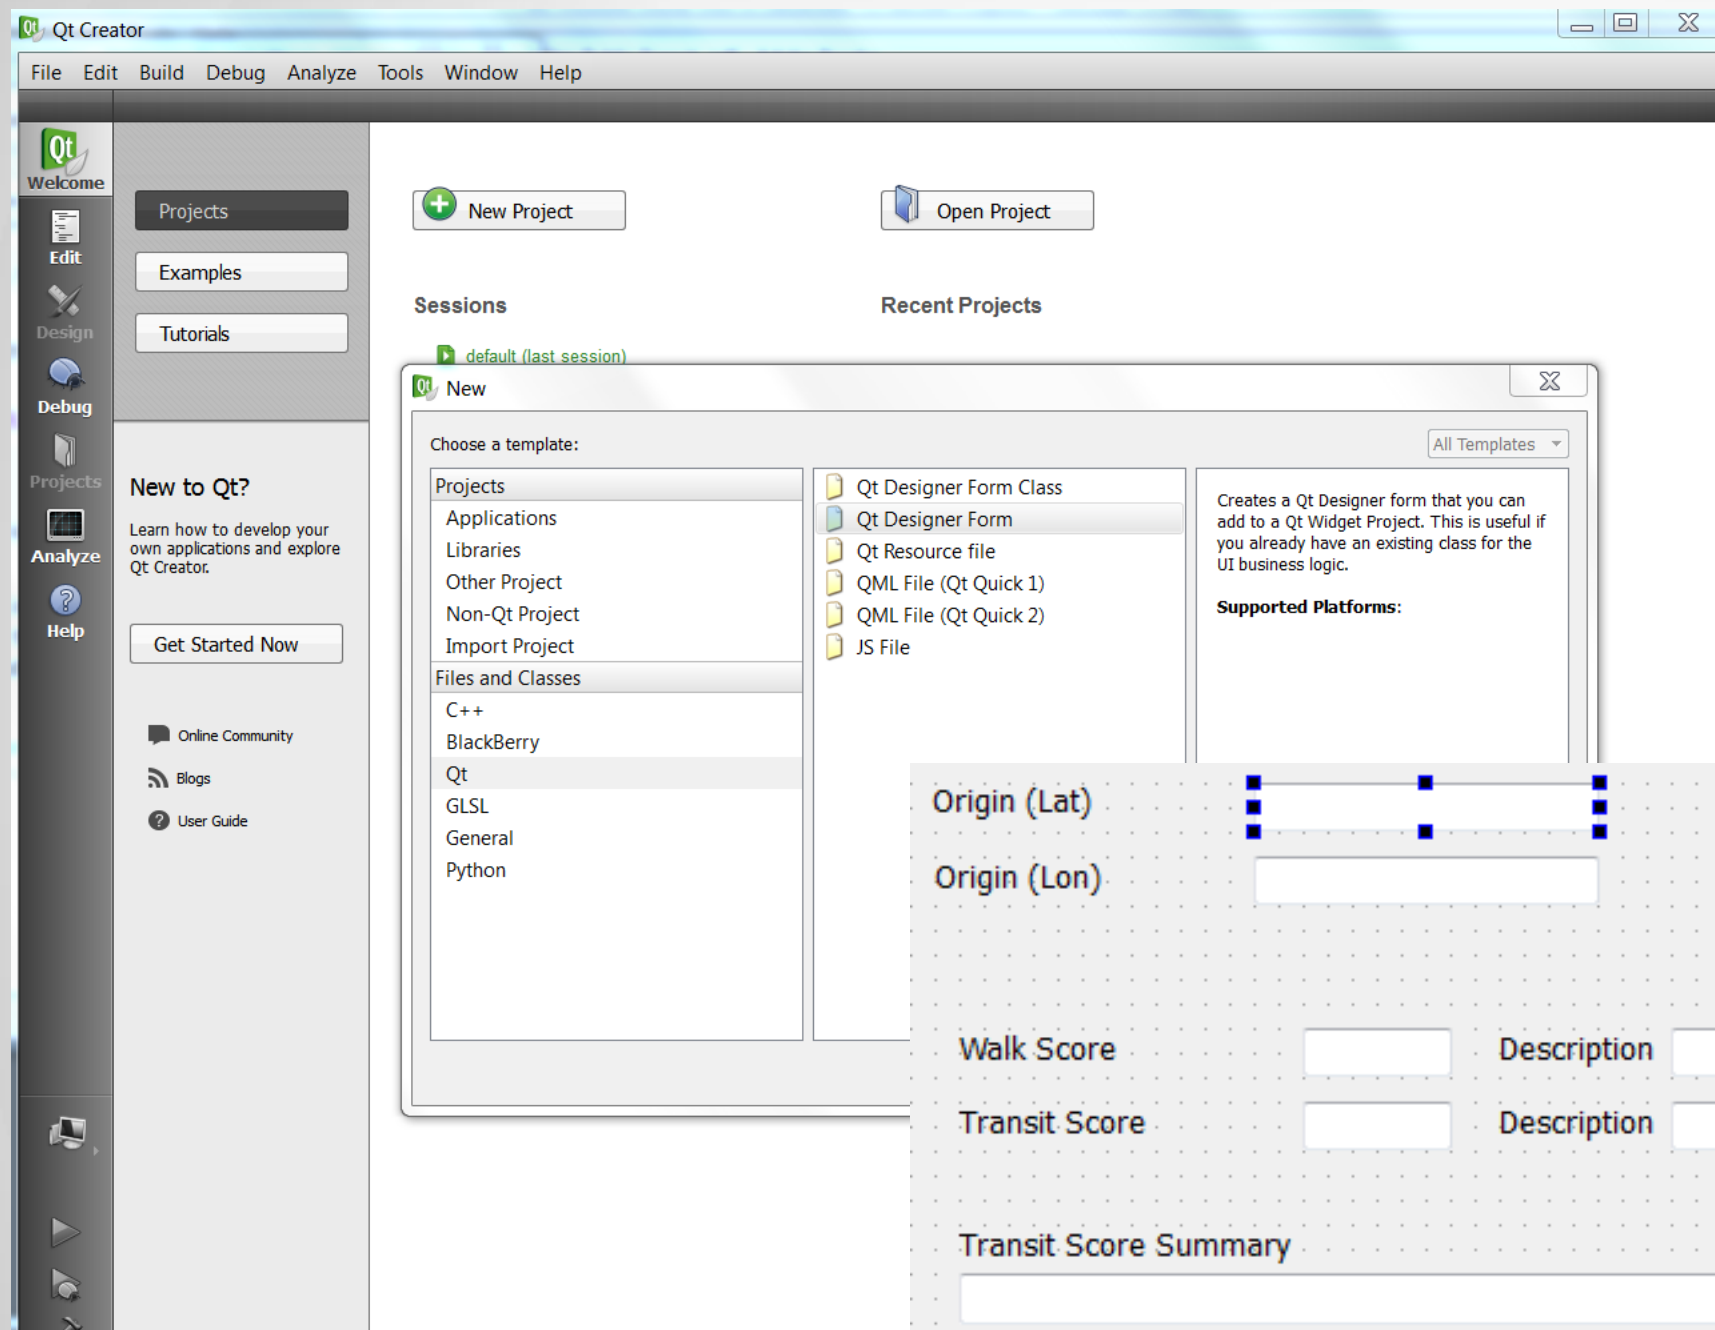 Qt Creator
File Edit Build Debug Analyze Tools Window Help
Qt
Welcome
Edit
Design
Debug
Projects
Analyze
Help
Projects
Examples
Tutorials
New to Qt?
Learn how to develop your
own applications and explore
Qt Creator.
Get Started Now
Online Community
Blogs
User Guide
New Project
Open Project
Sessions
Recent Projects
default (last session)
New
Choose a template:
All Templates
Projects
Applications
Libraries
Other Project
Non-Qt Project
Import Project
Files and Classes
C++
BlackBerry
Qt
GLSL
General
Python
Qt Designer Form Class
Qt Designer Form
Qt Resource file
QML File (Qt Quick 1)
QML File (Qt Quick 2)
JS File
Creates a Qt Designer form that you can
add to a Qt Widget Project. This is useful if
you already have an existing class for the
UI business logic.
Supported Platforms:
Origin (Lat)
Origin (Lon)
Walk Score Description
Transit Score Description
Transit Score Summary